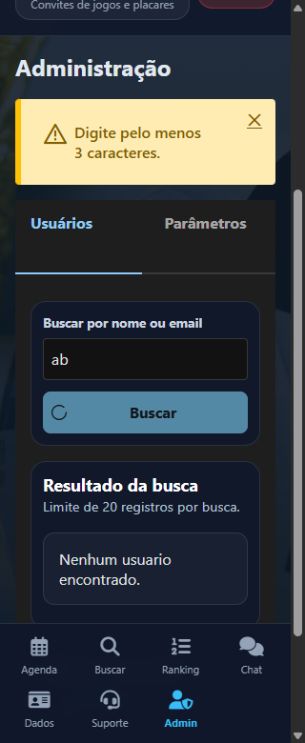 Convites de jogos e placares
Administração
Digite pelo menos
3 caracteres.
Usuários
Parâmetros
Buscar por nome ou email
ab
Buscar
Resultado da busca
Limite de 20 registros por busca.
Nenhum usuario
encontrado.
Agenda
Buscar
Ranking
Chat
Dados
Suporte
Admin